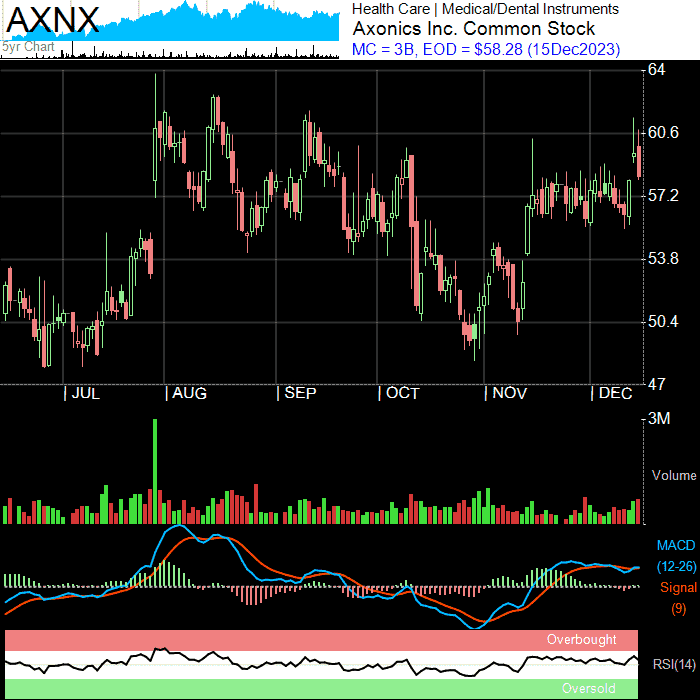 AXNX
5yr Chart
Health Care | Medical/Dental Instruments
Axonics Inc. Common Stock
MC = 3B, EOD = $58.28 (15Dec2023)
64
60.6
57.2
53.8
50.4
47
| JUL | AUG | SEP | OCT | NOV | DEC
3M
Volume
MACD
(12-26)
Signal
(9)
Overbought
RSI(14)
Oversold